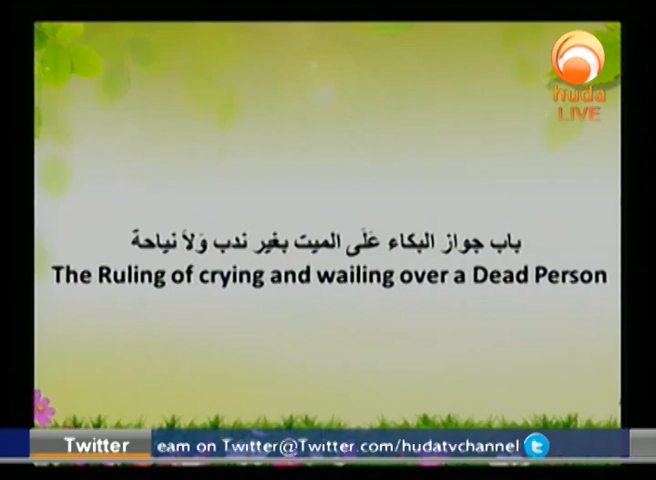 huda
LIVE
باب جواز البكاء عَلَى الميت بغير ندب وَلاَ نياحة
The Ruling of crying and wailing over a Dead Person
Twitter
eam on Twitter@Twitter.com/hudatvchannel